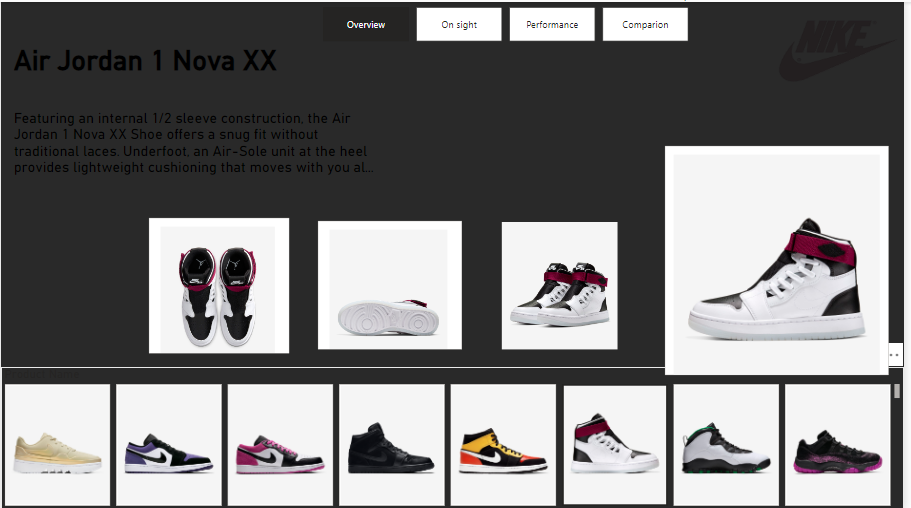 Overview
On sight
Performance
Comparion
NIKE
Air Jordan 1 Nova XX
Featuring an internal 1/2 sleeve construction, the Air
Jordan 1 Nova XX Shoe offers a snug fit without
traditional laces. Underfoot, an Air-Sole unit at the heel
provides lightweight cushioning that moves with you al...